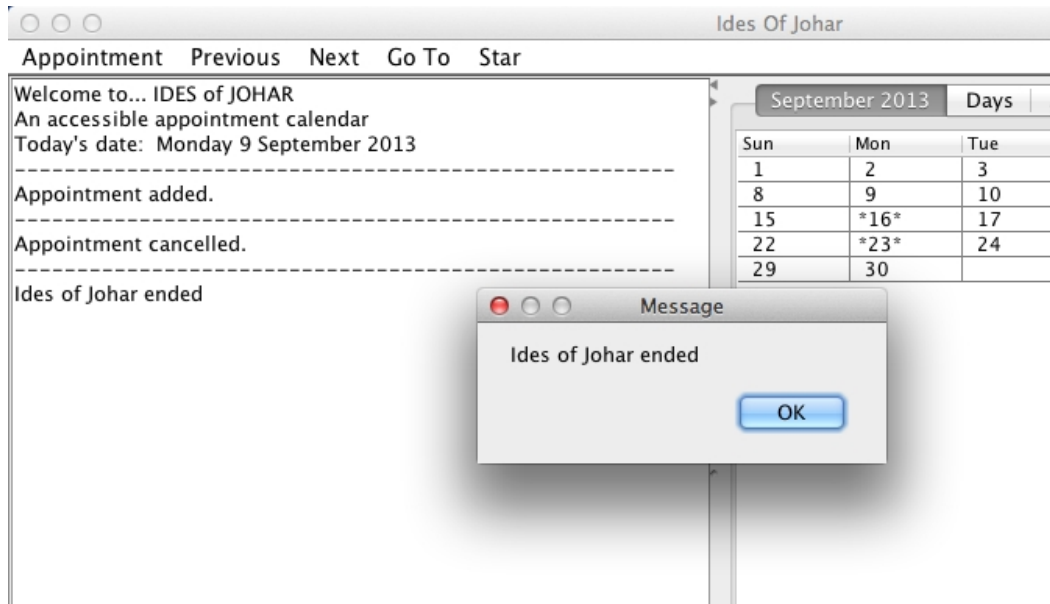 Ides Of Johar
Appointment Previous Next Go To Star
Welcome to... IDES of JOHAR
An accessible appointment calendar
Today's date: Monday 9 September 2013
------------------------------------------------------
Appointment added.
------------------------------------------------------
Appointment cancelled.
------------------------------------------------------
Ides of Johar ended
September 2013 Days
Sun Mon Tue
1 2 3
8 9 10
15 *16* 17
22 *23* 24
29 30
Message
Ides of Johar ended
OK